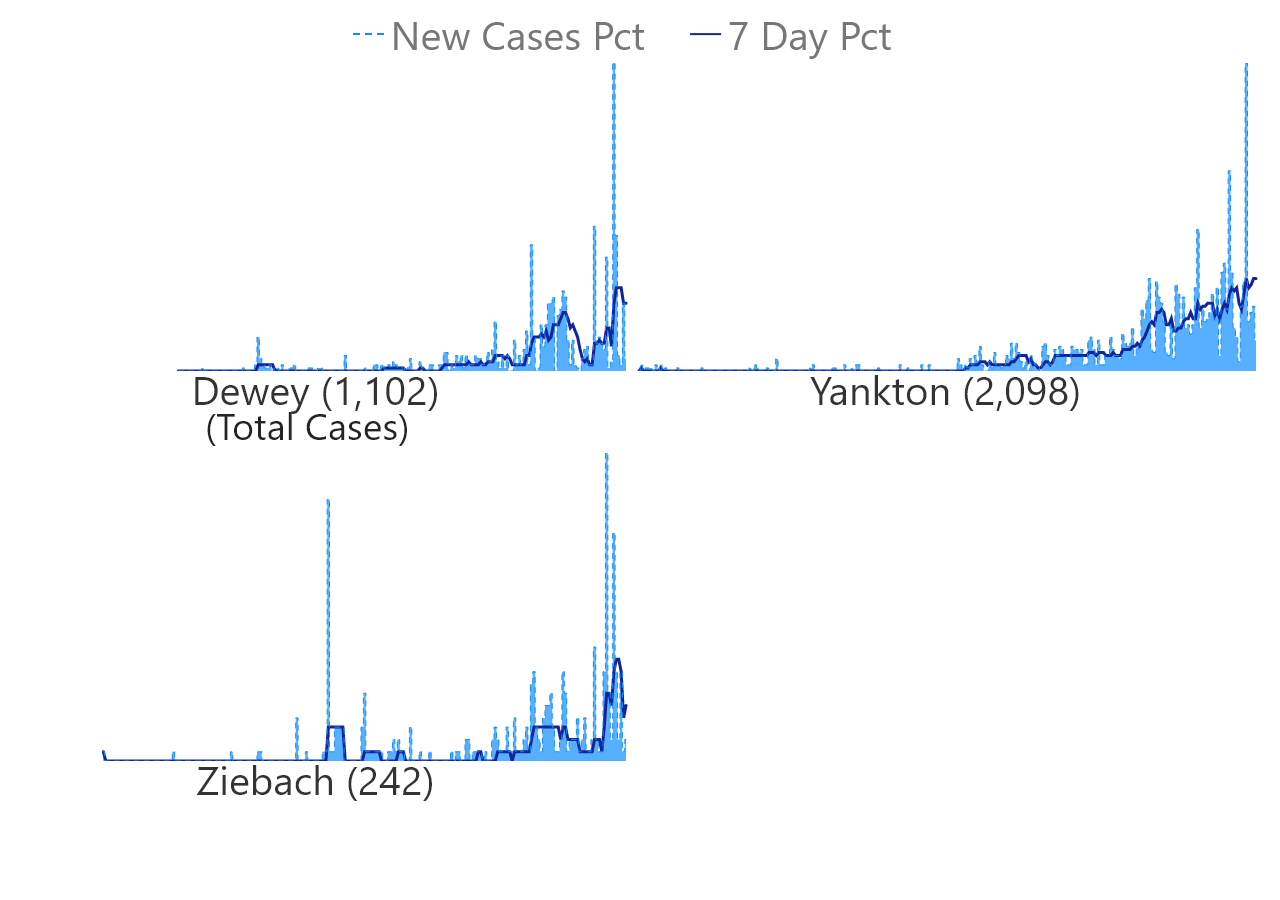 New Cases Pct 7 Day Pct
Dewey (1,102) Yankton (2,098)
(Total Cases)
Ziebach (242)